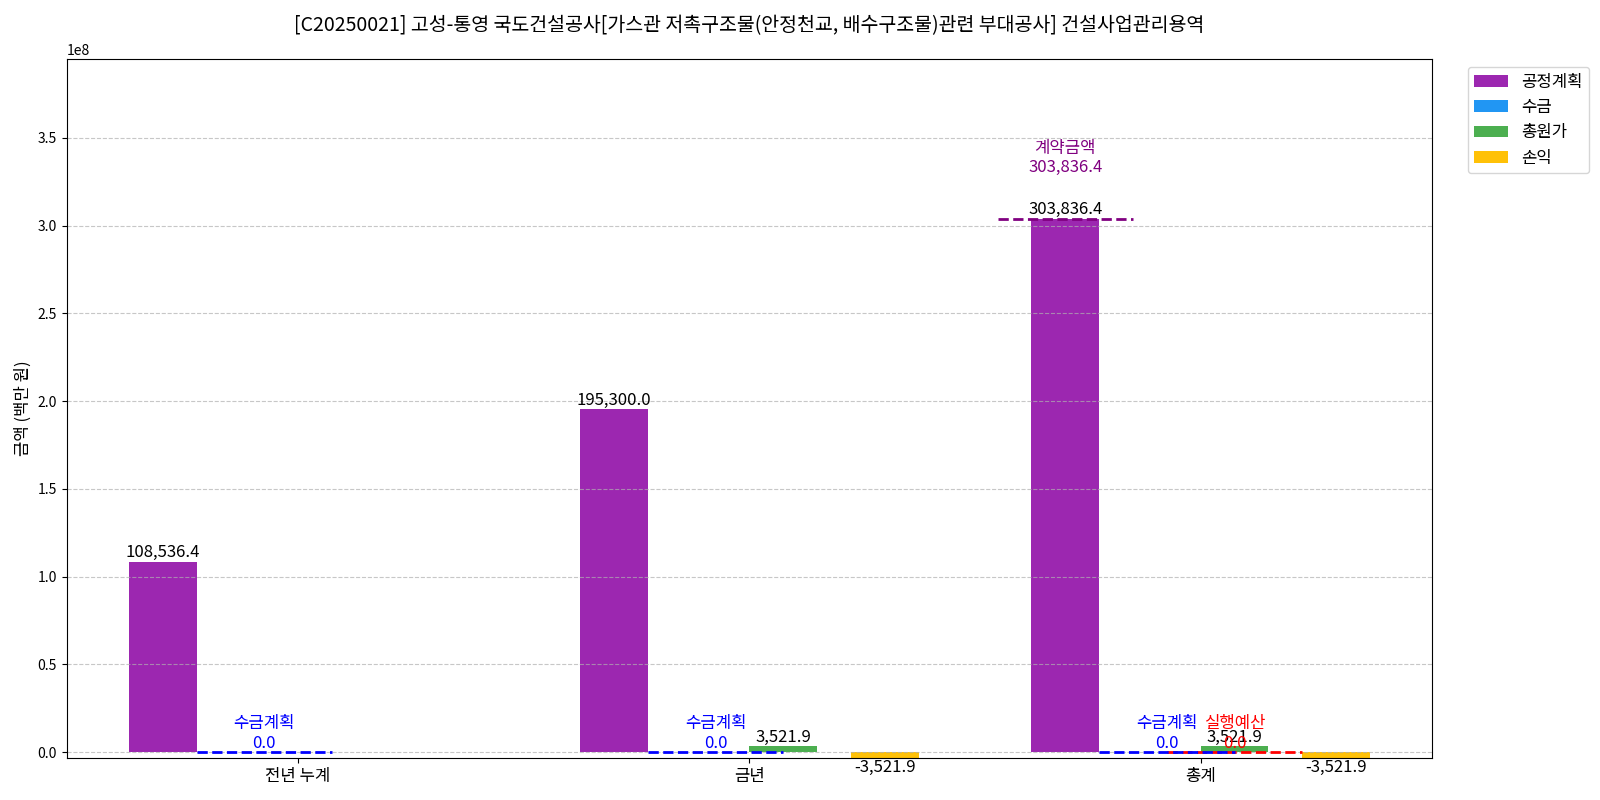 [C20250021] 고성-통영 국도건설공사[가스관 저촉구조물(안정천교, 배수구조물)관련 부대공사] 건설사업관리용역
1e8
공정계획
수금
총원가
손익
금액 (백만 원)
3.5
3.0
2.5
2.0
1.5
1.0
0.5
0.0
계약금액
303,836.4
303,836.4
195,300.0
108,536.4
수금계획
0.0
수금계획
0.0
3,521.9
-3,521.9
수금계획
0.0
실행예산
0.0
3,521.9
-3,521.9
전년 누계
금년
총계